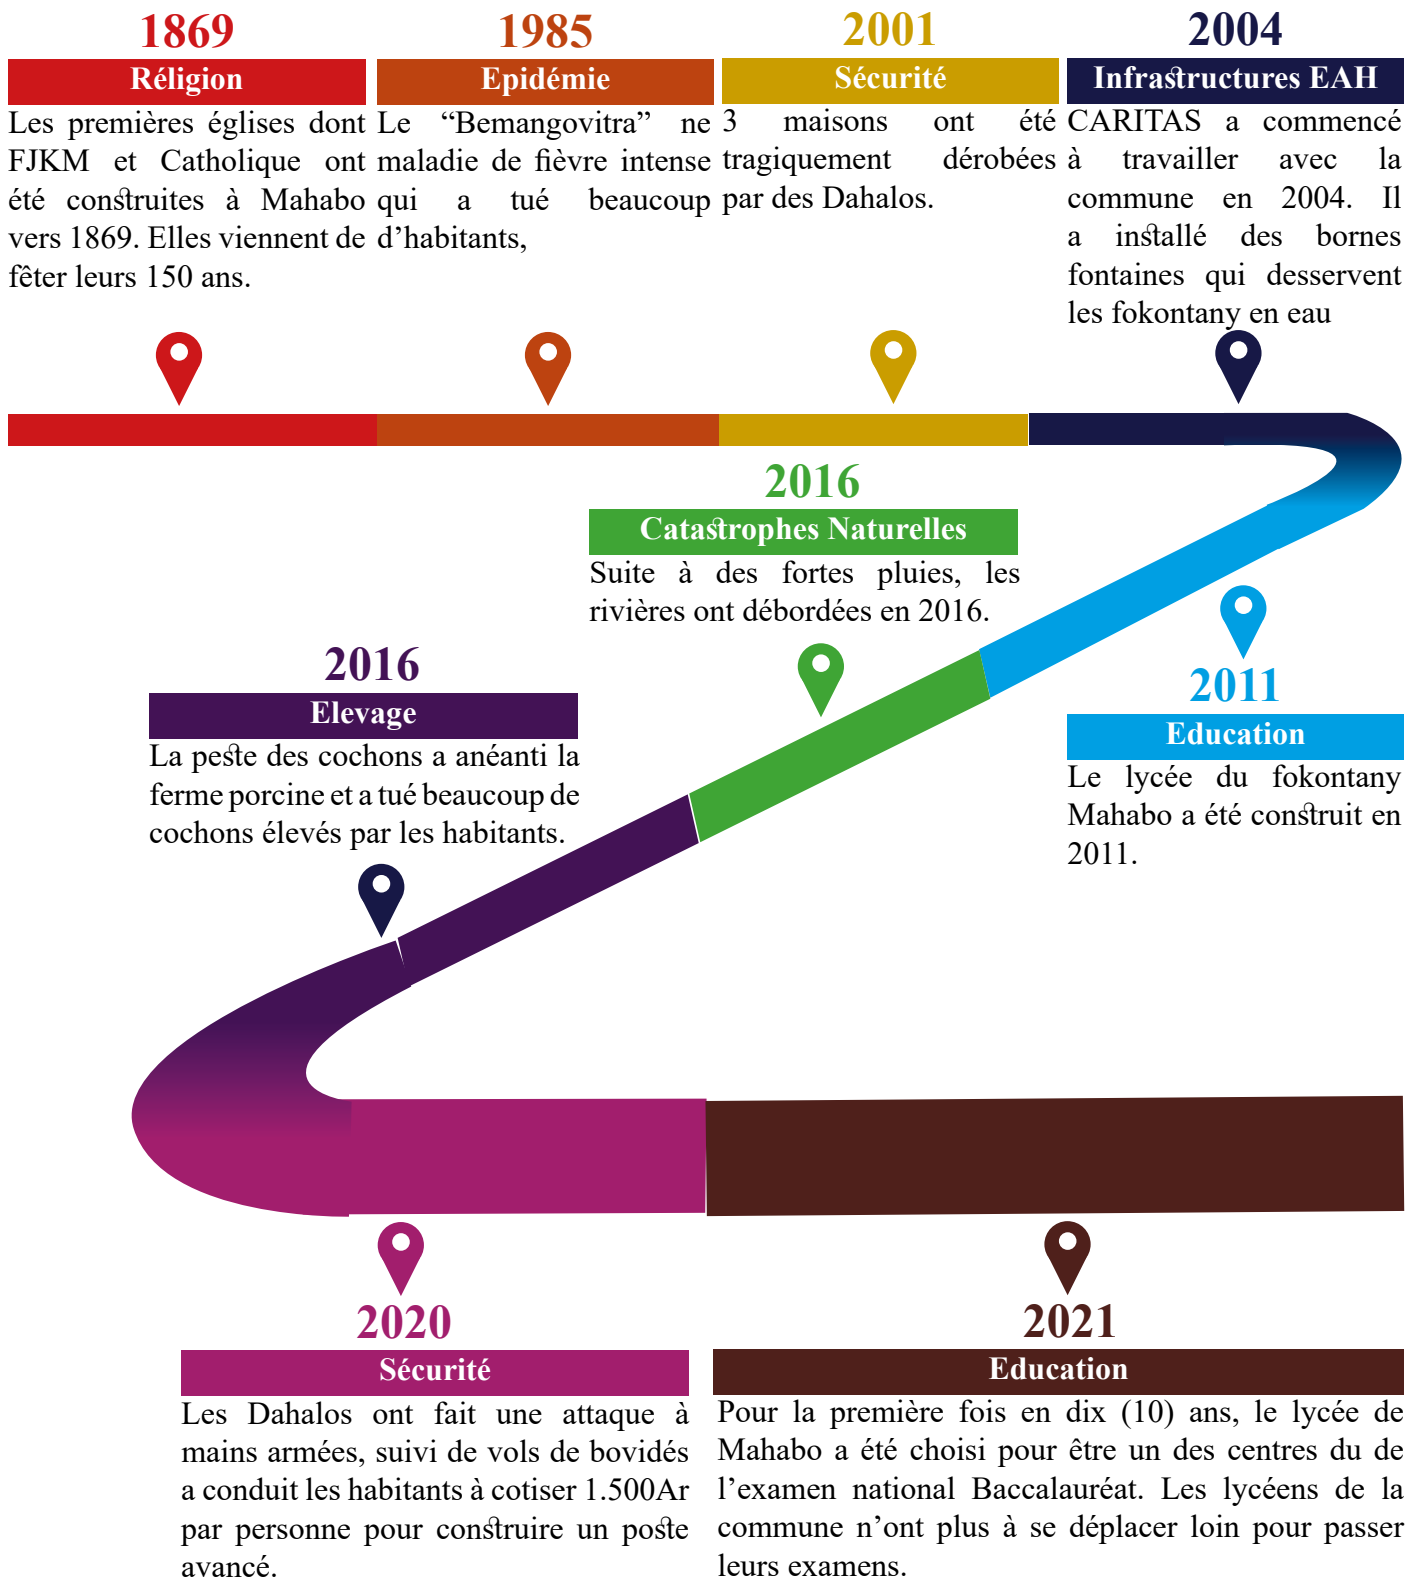 1869
Réligion
Les premières églises dont
FJKM et Catholique ont
été construites à Mahabo
vers 1869. Elles viennent de
fêter leurs 150 ans.
1985
Epidémie
Le “Bemangovitra” ne
maladie de fièvre intense
qui a tué beaucoup
d’habitants,
2001
Sécurité
3 maisons ont été
tragiquement dérobées
par des Dahalos.
2004
Infrastructures EAH
CARITAS a commencé
à travailler avec la
commune en 2004. Il
a installé des bornes
fontaines qui desservent
les fokontany en eau
2011
Education
Le lycée du fokontany
Mahabo a été construit en
2011.
2016
Catastrophes Naturelles
Suite à des fortes pluies, les
rivières ont débordées en 2016.
2016
Elevage
La peste des cochons a anéanti la
ferme porcine et a tué beaucoup de
cochons élevés par les habitants.
2020
Sécurité
Les Dahalos ont fait une attaque à
mains armées, suivi de vols de bovidés
a conduit les habitants à cotiser 1.500Ar
par personne pour construire un poste
avancé.
2021
Education
Pour la première fois en dix (10) ans, le lycée de
Mahabo a été choisi pour être un des centres du de
l’examen national Baccalauréat. Les lycéens de la
commune n’ont plus à se déplacer loin pour passer
leurs examens.